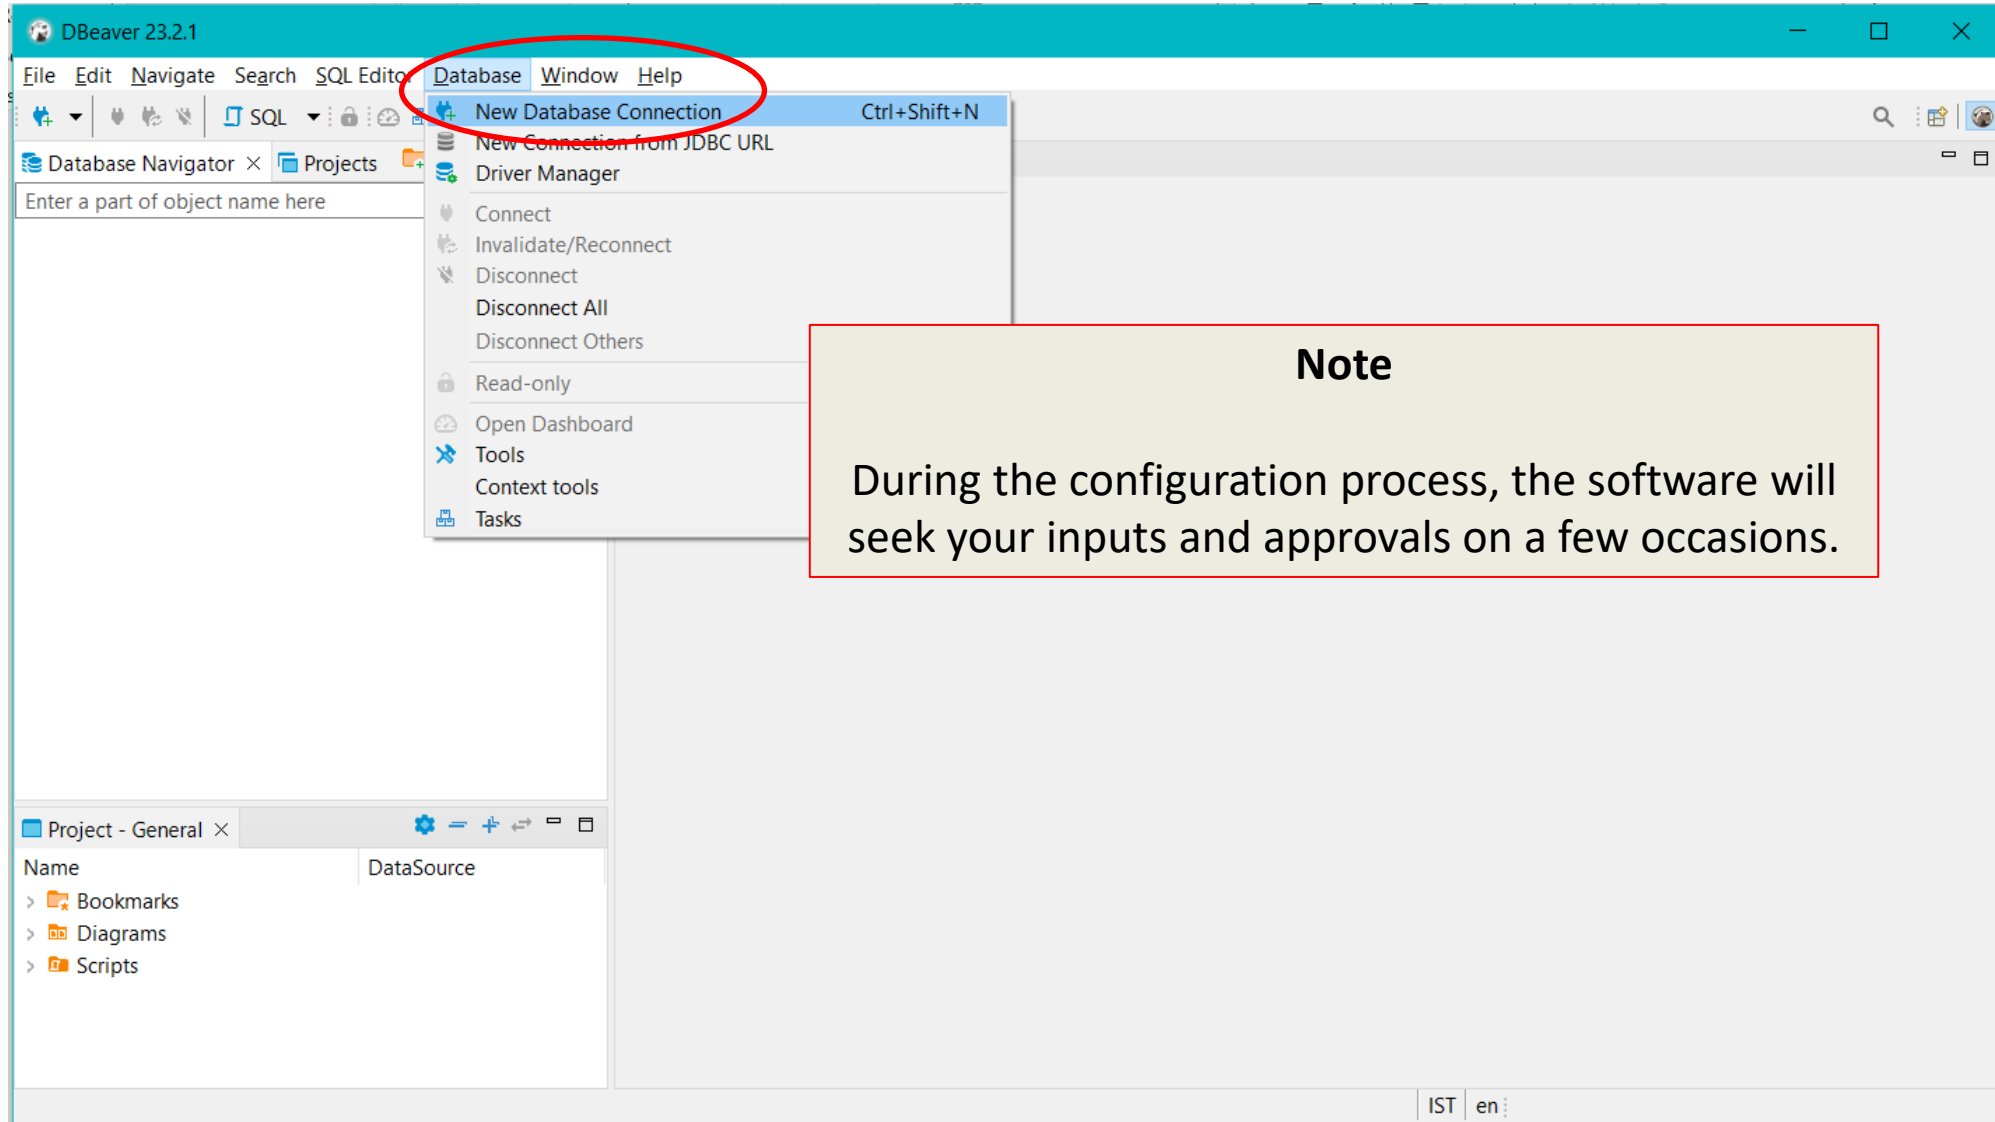 DBeaver 23.2.1
File Edit Navigate Search SQL Editor Database Window Help
SQL
New Database Connection Ctrl+Shift+N
New Connection from JDBC URL
Database Navigator Projects
Driver Manager
Enter a part of object name here
Connect
Invalidate/Reconnect
Disconnect
Disconnect All
Disconnect Others
Read-only
Open Dashboard
Tools
Context tools
Tasks
Note
During the configuration process, the software will
seek your inputs and approvals on a few occasions.
Project - General
Name DataSource
Bookmarks
Diagrams
Scripts
IST en